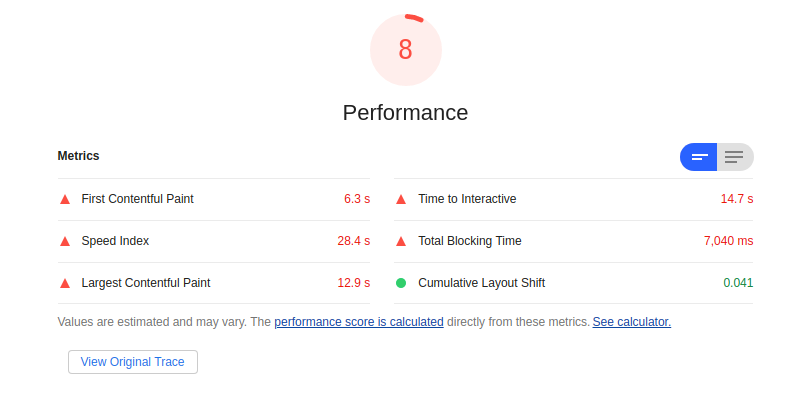 8
Performance
Metrics
First Contentful Paint 6.3 s
Time to Interactive 14.7 s
Speed Index 28.4 s
Total Blocking Time 7,040 ms
Largest Contentful Paint 12.9 s
Cumulative Layout Shift 0.041
Values are estimated and may vary. The performance score is calculated directly from these metrics. See calculator.
View Original Trace